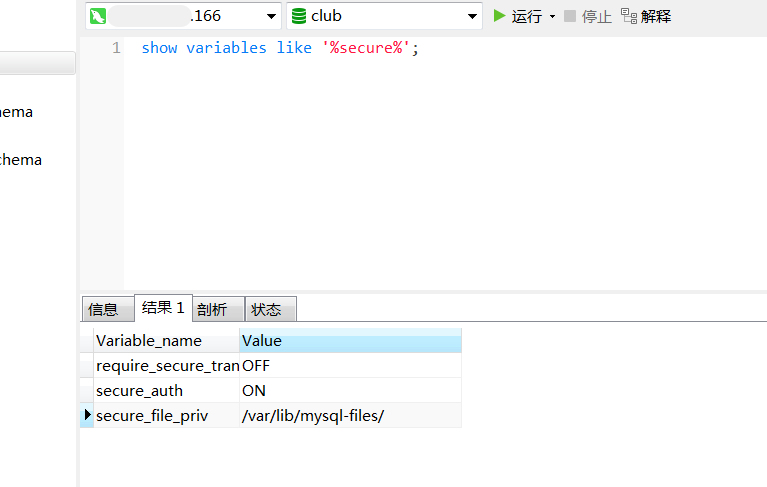 .166 club 运行 停止 解释
1 show variables like '%secure%';
hema
chema
信息 结果 1 剖析 状态
Variable_name Value
require_secure_tran OFF
secure_auth ON
secure_file_priv /var/lib/mysql-files/